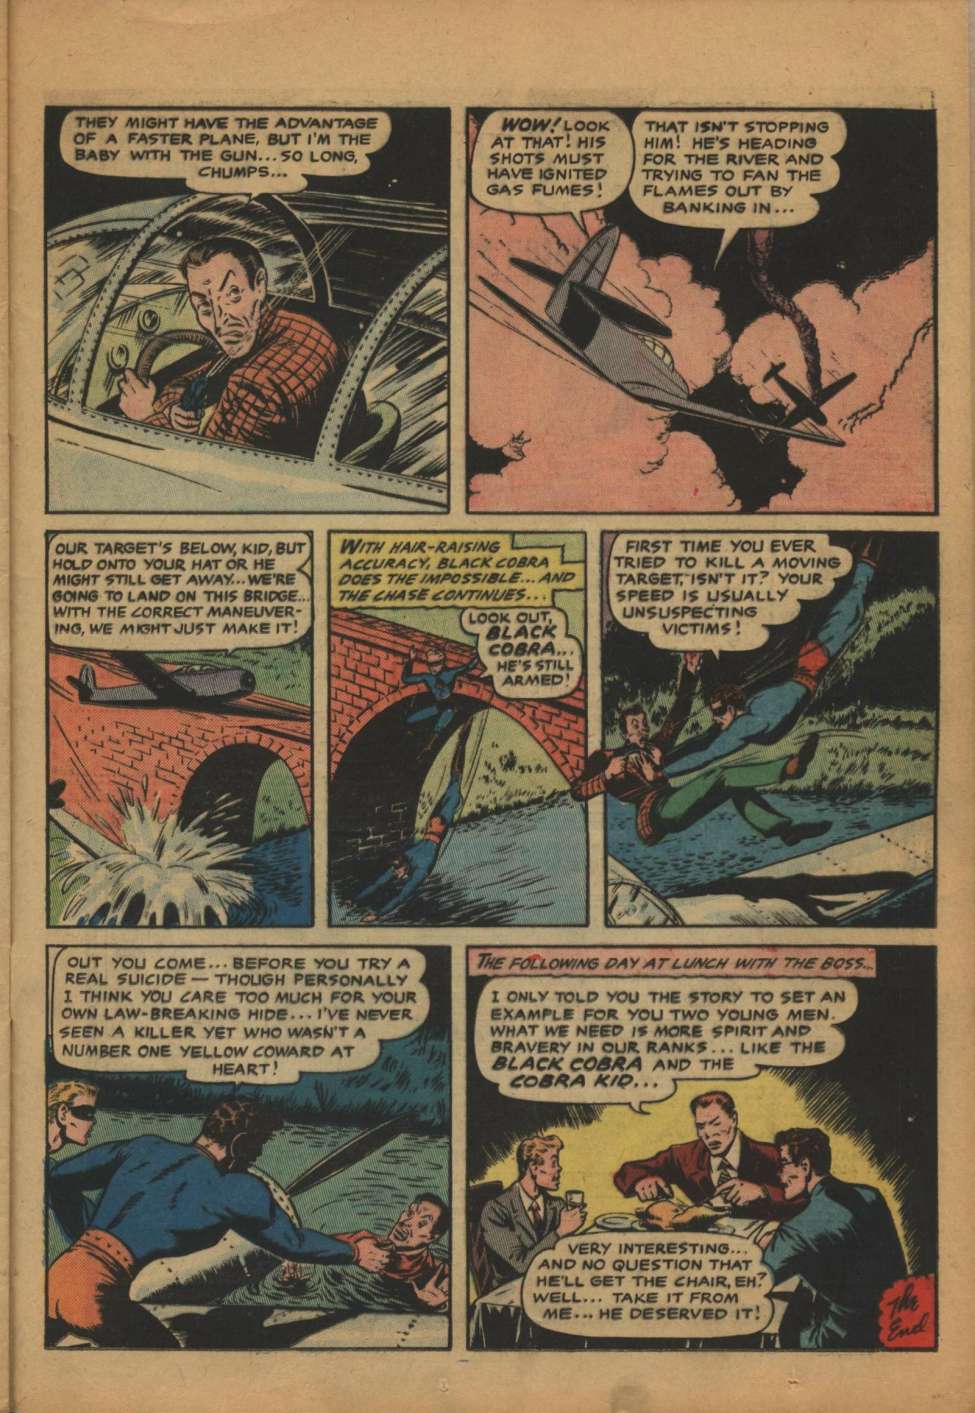 THEY MIGHT HAVE THE ADVANTAGE
OF A FASTER PLANE, BUT I'M THE
BABY WITH THE GUN... SO LONG,
CHUMPS...
WOW! LOOK
AT THAT! HIS
SHOTS MUST
HAVE IGNITED
GAS FUMES!
THAT ISN'T STOPPING
HIM! HE'S HEADING
FOR THE RIVER AND
TRYING TO FAN THE
FLAMES OUT BY
BANKING IN...
OUR TARGET'S BELOW, KID, BUT
HOLD ONTO YOUR HAT OR HE
MIGHT STILL GET AWAY... WE'RE
GOING TO LAND ON THIS BRIDGE...
WITH THE CORRECT MANEUVER-
ING, WE MIGHT JUST MAKE IT!
WITH HAIR-RAISING
ACCURACY, BLACK COBRA
DOES THE IMPOSSIBLE... AND
THE CHASE CONTINUES...
LOOK OUT,
BLACK
COBRA...
HE'S STILL
ARMED!
FIRST TIME YOU EVER
TRIED TO KILL A MOVING
TARGET, ISN'T IT? YOUR
SPEED IS USUALLY
UNSUSPECTING
VICTIMS!
OUT YOU COME... BEFORE YOU TRY A
REAL SUICIDE — THOUGH PERSONALLY
I THINK YOU CARE TOO MUCH FOR YOUR
OWN LAW-BREAKING HIDE... I'VE NEVER
SEEN A KILLER YET WHO WASN'T A
NUMBER ONE YELLOW COWARD AT
HEART!
THE FOLLOWING DAY AT LUNCH WITH THE BOSS...
I ONLY TOLD YOU THE STORY TO SET AN
EXAMPLE FOR YOU TWO YOUNG MEN.
WHAT WE NEED IS MORE SPIRIT AND
BRAVERY IN OUR RANKS... LIKE THE
BLACK COBRA AND THE
COBRA KID...
VERY INTERESTING...
AND NO QUESTION THAT
HE'LL GET THE CHAIR, EH?
WELL... TAKE IT FROM
ME... HE DESERVED IT!
The
End